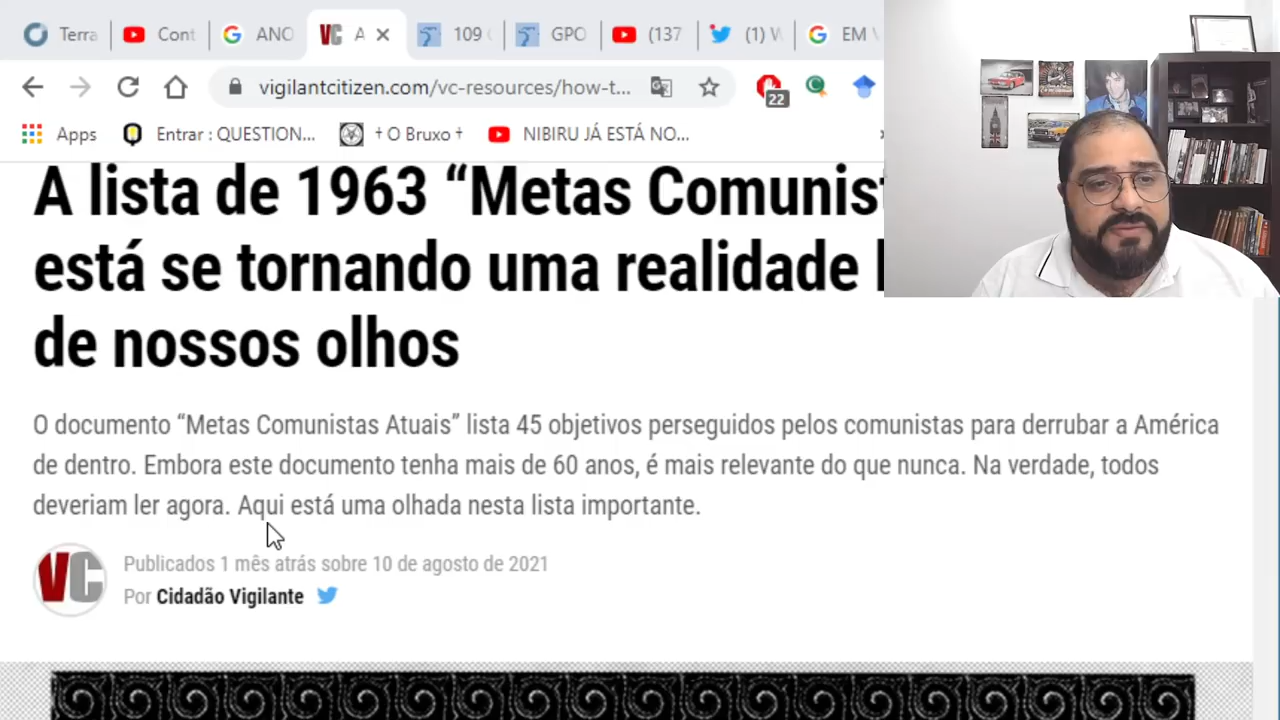 Terra
Cont
ANO
VC A
109
GPO
(137
(1) W
EM
vigilantcitizen.com/vc-resources/how-t...
22
Apps
Entrar : QUESTION...
† O Bruxo †
NIBIRU JÁ ESTÁ NO...
A lista de 1963 “Metas Comunist
está se tornando uma realidade
de nossos olhos
O documento “Metas Comunistas Atuais” lista 45 objetivos perseguidos pelos comunistas para derrubar a América
de dentro. Embora este documento tenha mais de 60 anos, é mais relevante do que nunca. Na verdade, todos
deveriam ler agora. Aqui está uma olhada nesta lista importante.
VC
Publicados 1 mês atrás sobre 10 de agosto de 2021
Por Cidadão Vigilante